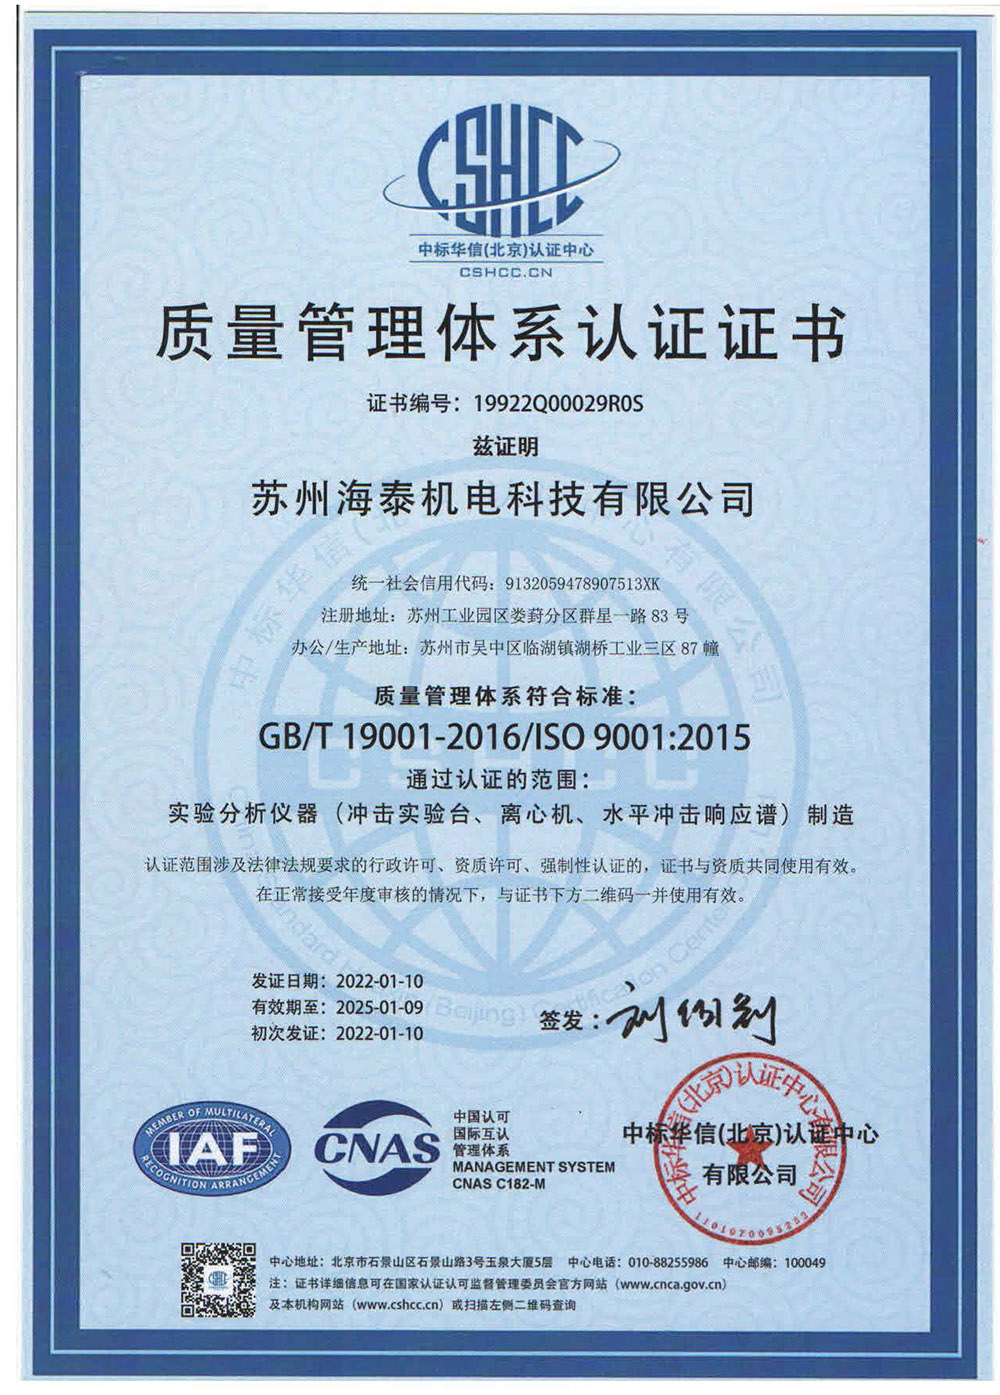 CSHCC
中标华信(北京)认证中心
CSHCC.CN
质量管理体系认证证书
证书编号：19922Q00029R0S
兹证明
苏州海泰机电科技有限公司
统一社会信用代码：9132059478907513XK
注册地址：苏州工业园区娄葑分区群星一路 83 号
办公/生产地址：苏州市吴中区临湖镇湖桥工业三区 87 幢
质量管理体系符合标准：
GB/T 19001-2016/ISO 9001:2015
通过认证的范围：
实验分析仪器（冲击实验台、离心机、水平冲击响应谱）制造
认证范围涉及法律法规要求的行政许可、资质许可、强制性认证的，证书与资质共同使用有效。
在正常接受年度审核的情况下，与证书下方二维码一并使用有效。
发证日期：2022-01-10
有效期至：2025-01-09
初次发证：2022-01-10
签发：
MEMBER OF MULTILATERAL
IAF
RECOGNITION ARRANGEMENT
CNAS
中国认可
国际互认
管理体系
MANAGEMENT SYSTEM
CNAS C182-M
中标华信(北京)认证中心有限公司
中标华信(北京)认证中心
有限公司
中心地址：北京市石景山区石景山路3号玉泉大厦5层 中心电话：010-88255986 中心邮编：100049
注：证书详细信息可在国家认证认可监督管理委员会官方网站（www.cnca.gov.cn）
及本机构网站（www.cshcc.cn）或扫描左侧二维码查询